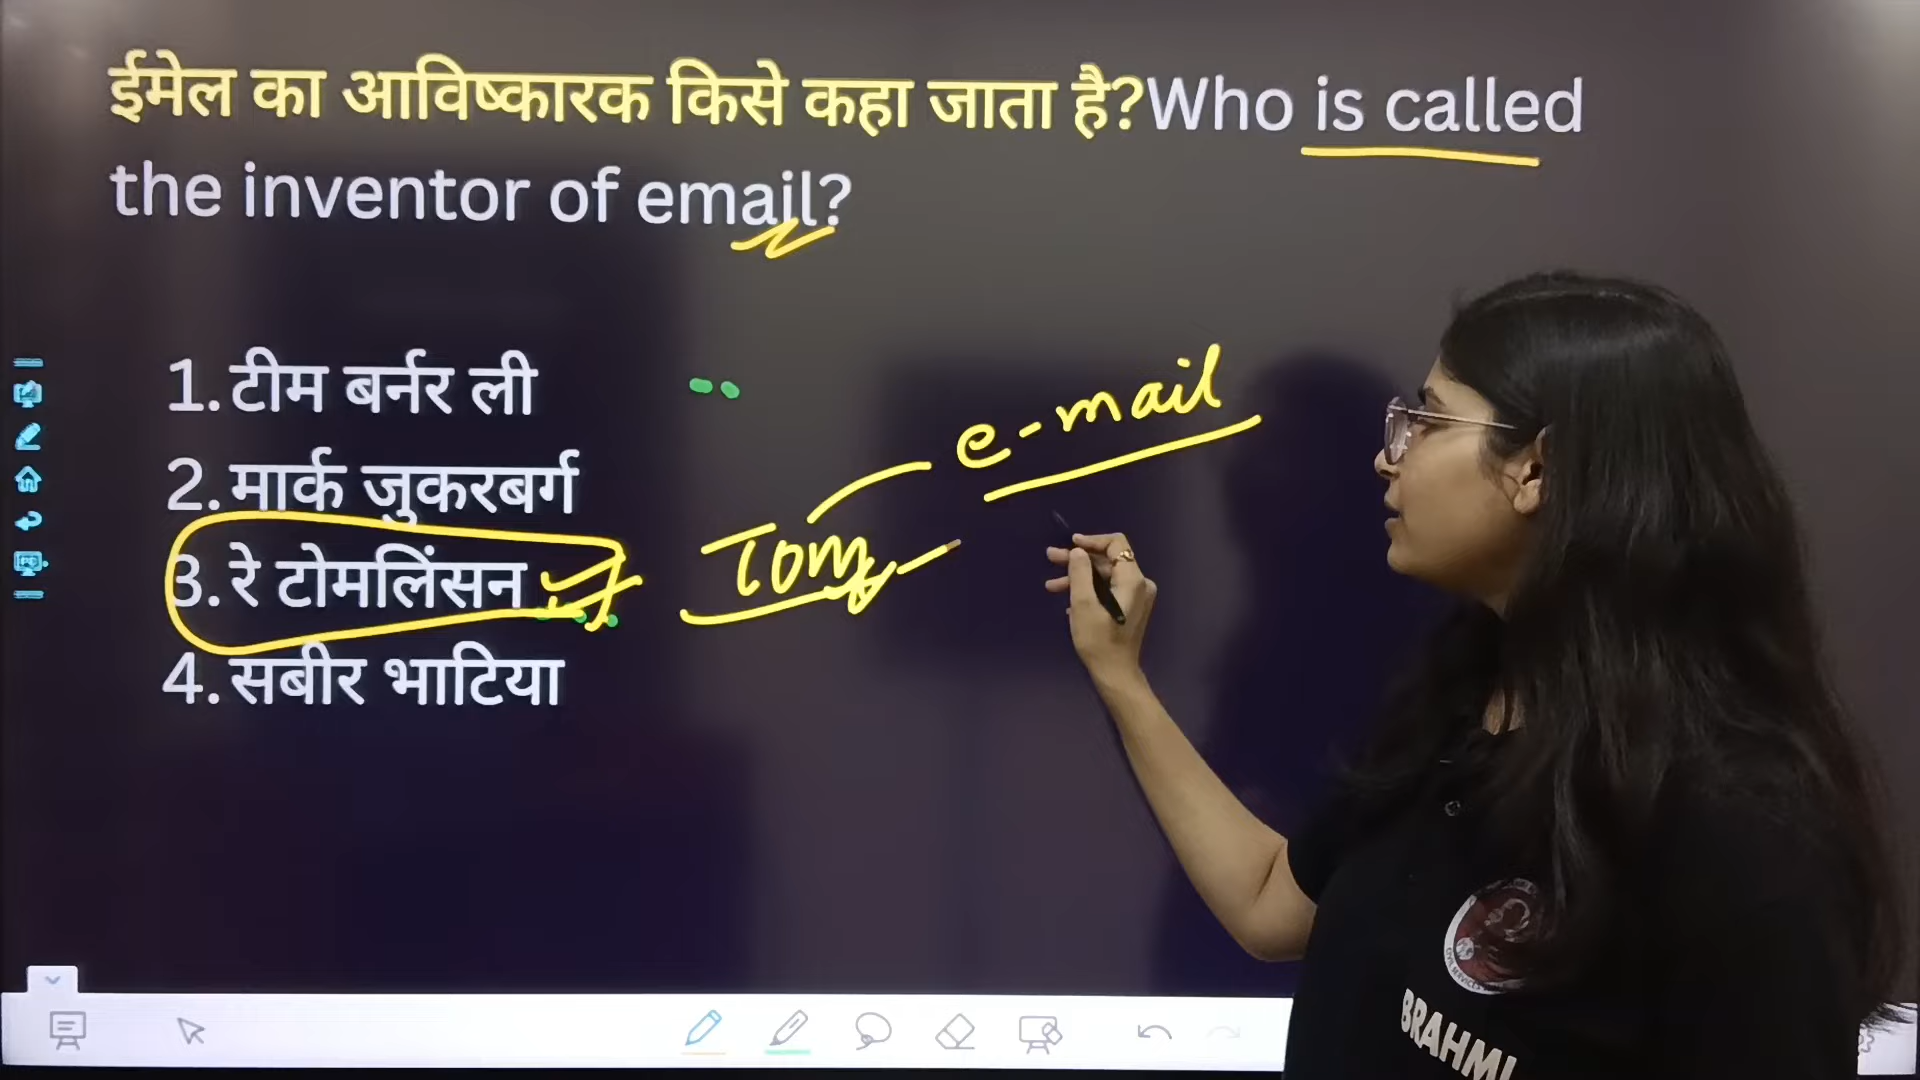 ईमेल का आविष्कारक किसे कहा जाता है?Who is called
the inventor of email?
1. टीम बर्नर ली
2. मार्क जुकरबर्ग
3. रे टोमलिंसन
4. सबीर भाटिया
e-mail
Tom
BRAHMI